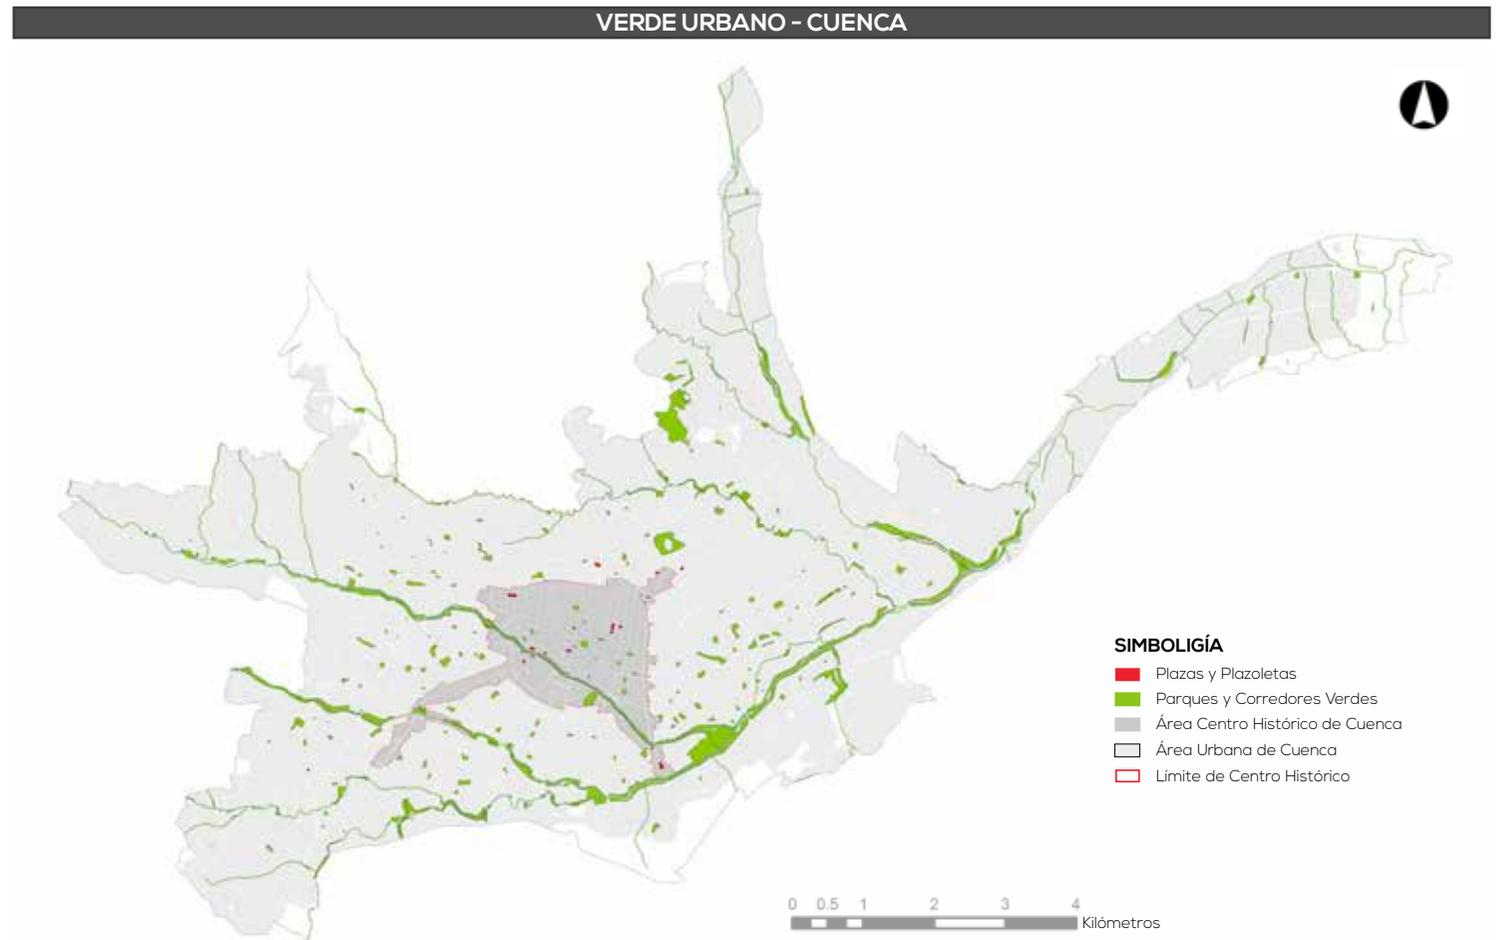 VERDE URBANO - CUENCA
SIMBOLIGÍA
Plazas y Plazoletas
Parques y Corredores Verdes
Área Centro Histórico de Cuenca
Área Urbana de Cuenca
Límite de Centro Histórico
0 0.5 1 2 3 4
Kilómetros